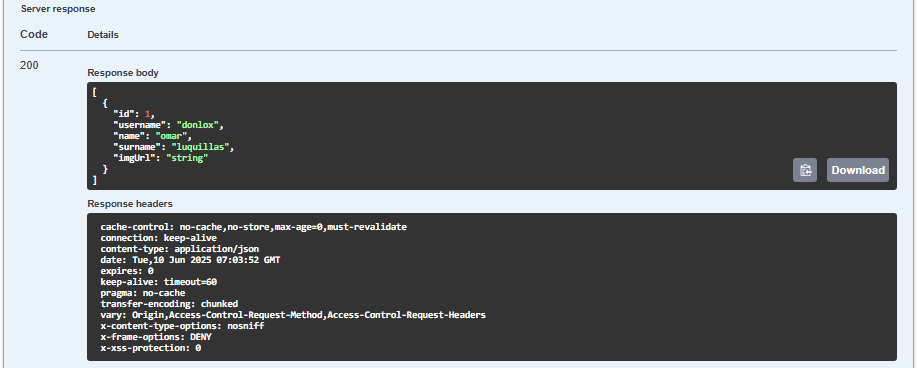 Server response
Code Details
200
Response body
[
  {
    "id": 1,
    "username": "donlox",
    "name": "omar",
    "surname": "luquillas",
    "imgUrl": "string"
  }
]
Download
Response headers
cache-control: no-cache,no-store,max-age=0,must-revalidate
connection: keep-alive
content-type: application/json
date: Tue,10 Jun 2025 07:03:52 GMT
expires: 0
keep-alive: timeout=60
pragma: no-cache
transfer-encoding: chunked
vary: Origin,Access-Control-Request-Method,Access-Control-Request-Headers
x-content-type-options: nosniff
x-frame-options: DENY
x-xss-protection: 0